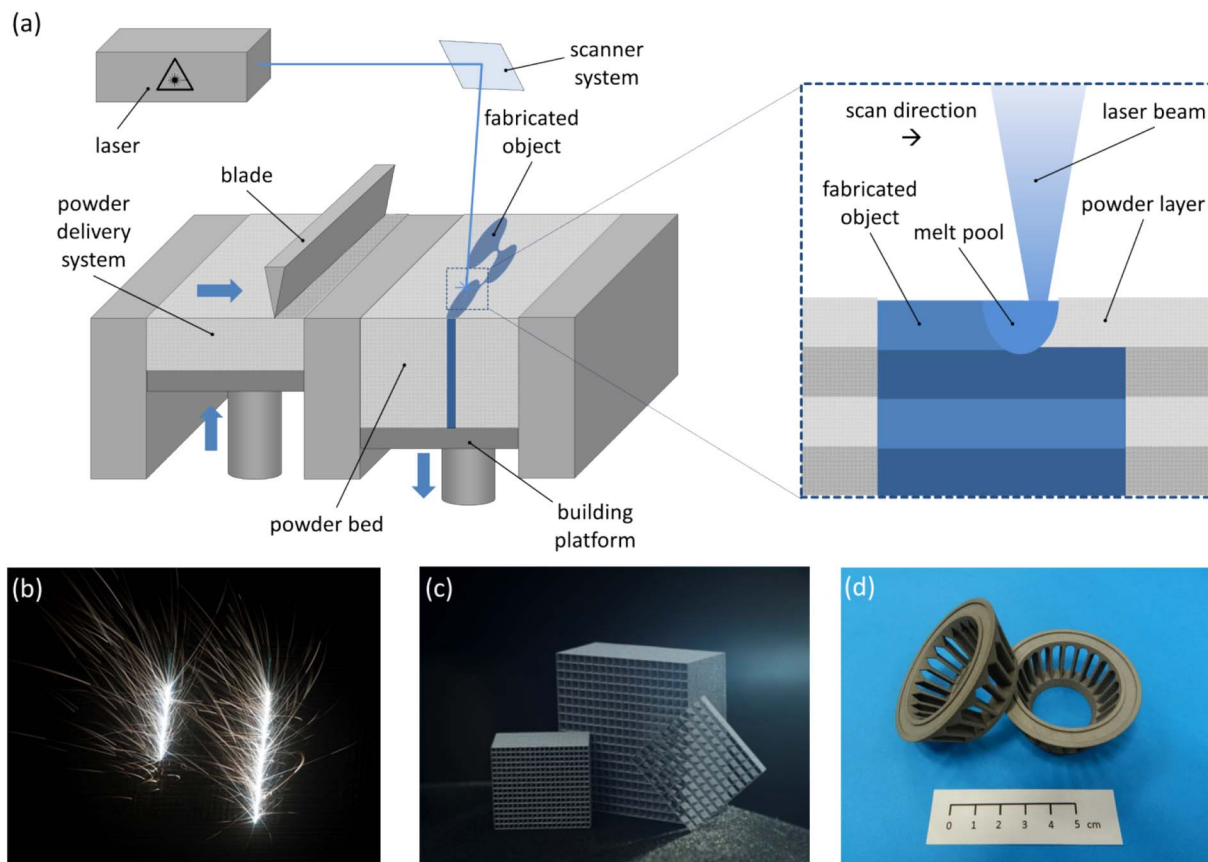 (a)
laser
scanner
system
fabricated
object
blade
powder
delivery
system
powder bed
building
platform
scan direction
→
laser beam
fabricated
object
melt pool
powder layer
(b)
(c)
(d)
0 1 2 3 4 5 cm